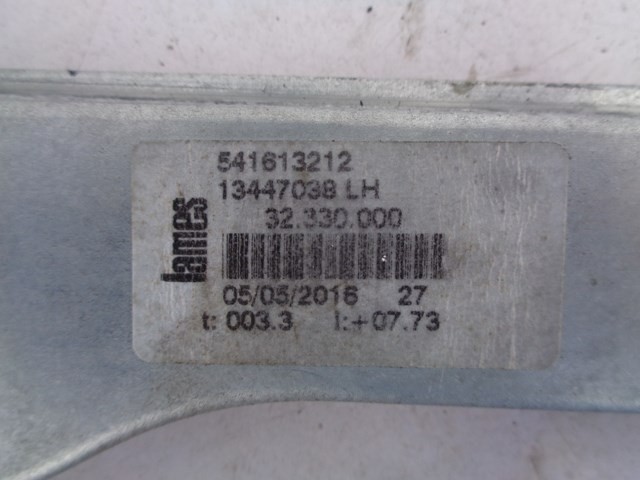 541613212
13447038 LH
32.330.000
Lames
05/05/2016 27
t: 003.3 I:+07.73